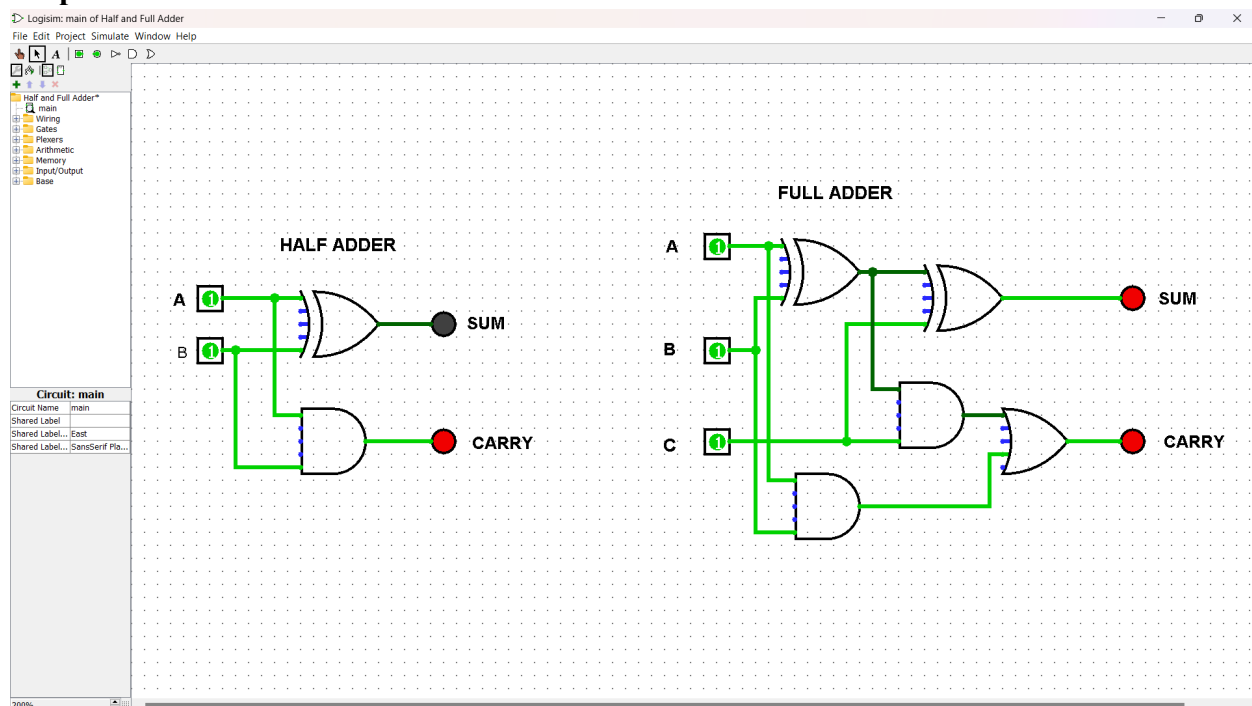 Logisim: main of Half and Full Adder
File Edit Project Simulate Window Help
A
Half and Full Adder*
main
Wiring
Gates
Plexers
Arithmetic
Memory
Input/Output
Base
Circuit: main
Circuit Name main
Shared Label
Shared Label... East
Shared Label... SansSerif Pla...
200%
HALF ADDER
A 1
SUM
B 1
CARRY
FULL ADDER
A 1
SUM
B 1
C 1
CARRY